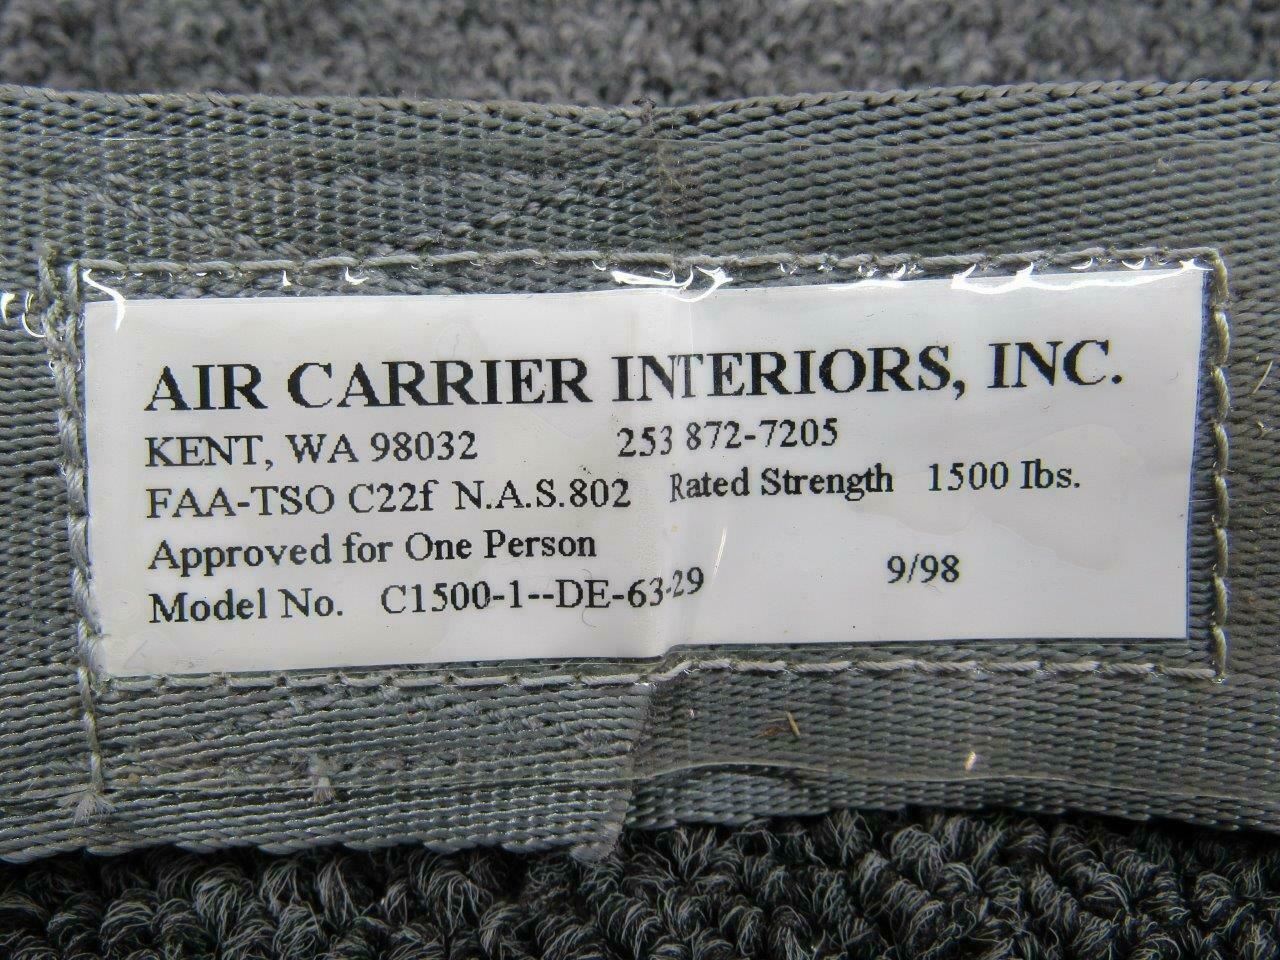 AIR CARRIER INTERIORS, INC.
KENT, WA 98032 253 872-7205
FAA-TSO C22f N.A.S.802 Rated Strength 1500 Ibs.
Approved for One Person
Model No. C1500-1--DE-63-29 9/98